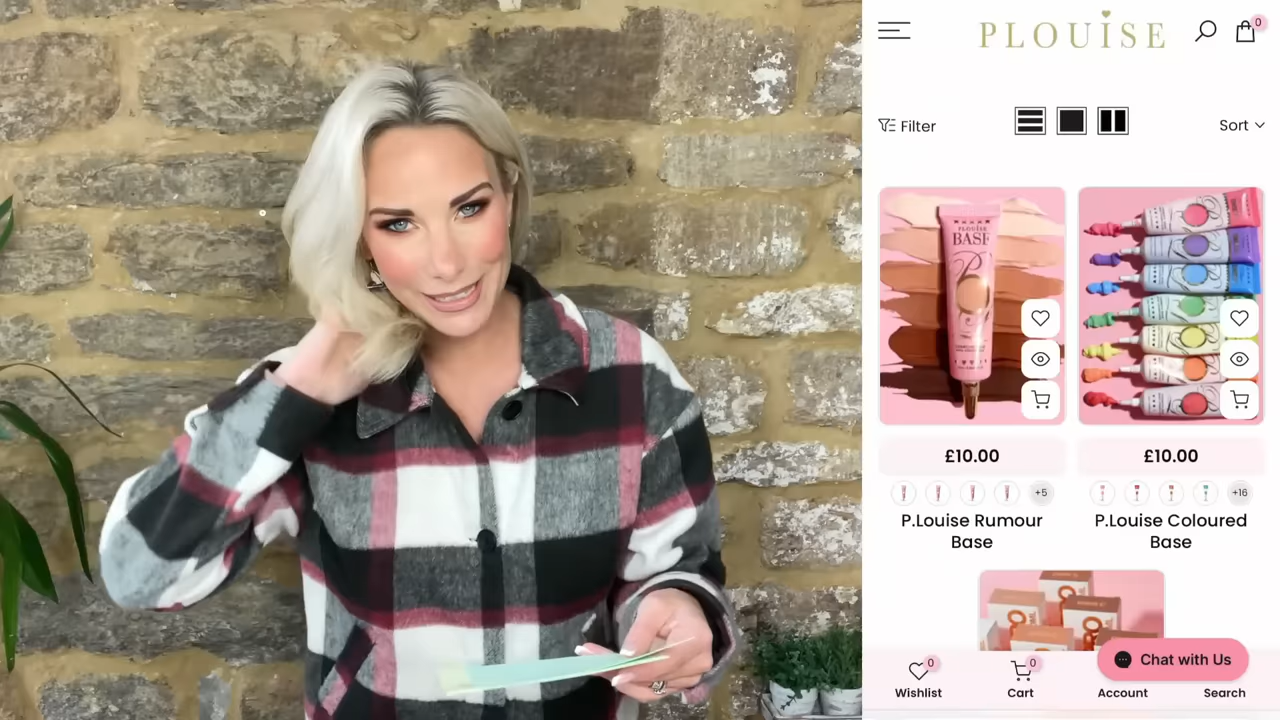 PLOUISE
0
Filter
Sort
PLOUISE
BASE
£10.00
£10.00
+5
+16
P.Louise Rumour
Base
P.Louise Coloured
Base
0
0
Chat with Us
Wishlist
Cart
Account
Search